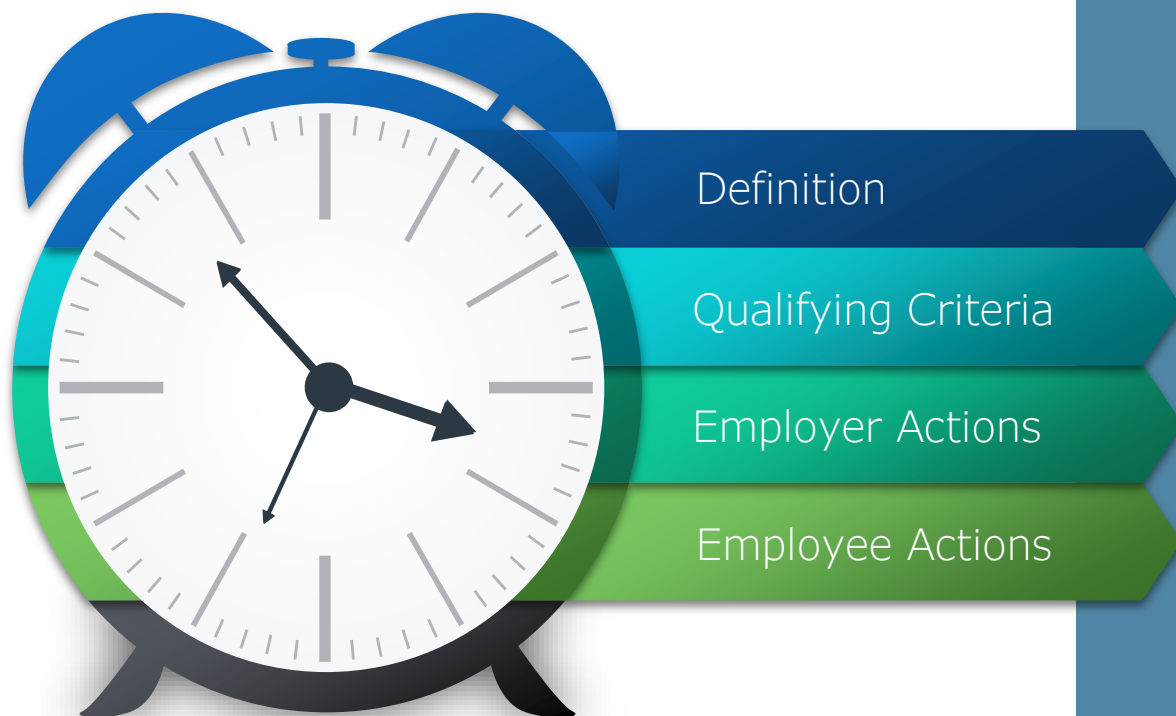 Definition
Qualifying Criteria
Employer Actions
Employee Actions